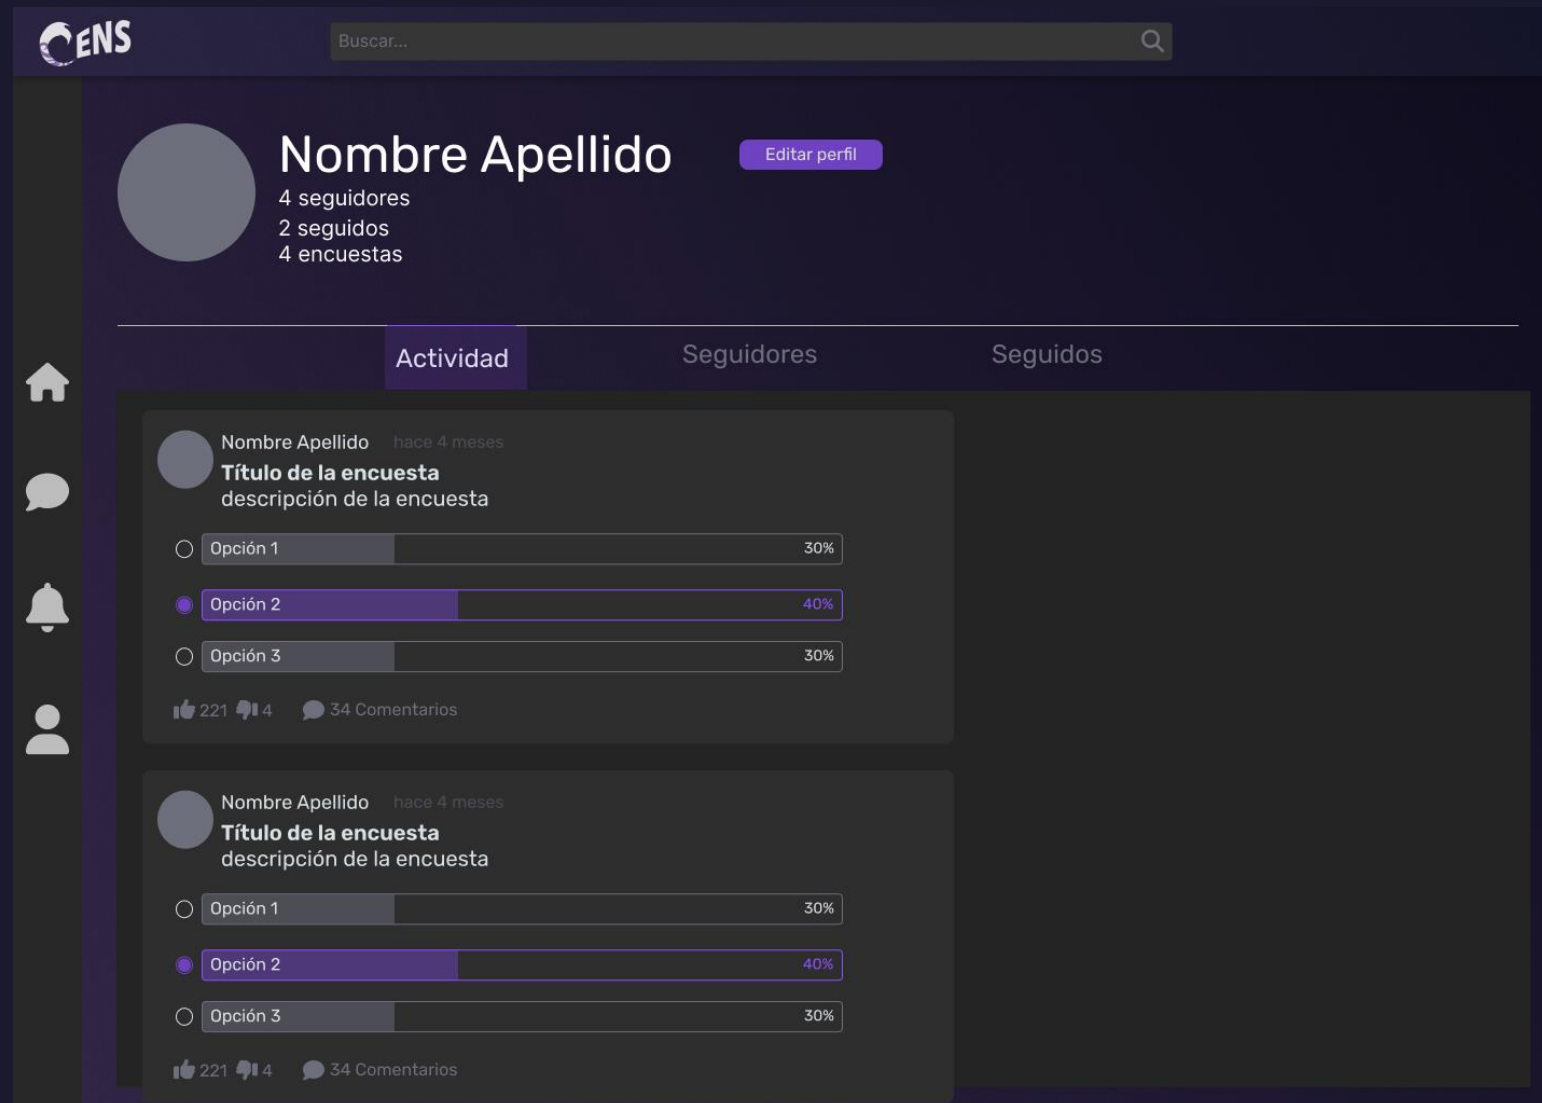 CENS
Buscar...
Nombre Apellido
Editar perfil
4 seguidores
2 seguidos
4 encuestas
Actividad
Seguidores
Seguidos
Nombre Apellido hace 4 meses
Título de la encuesta
descripción de la encuesta
Opción 1 30%
Opción 2 40%
Opción 3 30%
221 4 34 Comentarios
Nombre Apellido hace 4 meses
Título de la encuesta
descripción de la encuesta
Opción 1 30%
Opción 2 40%
Opción 3 30%
221 4 34 Comentarios